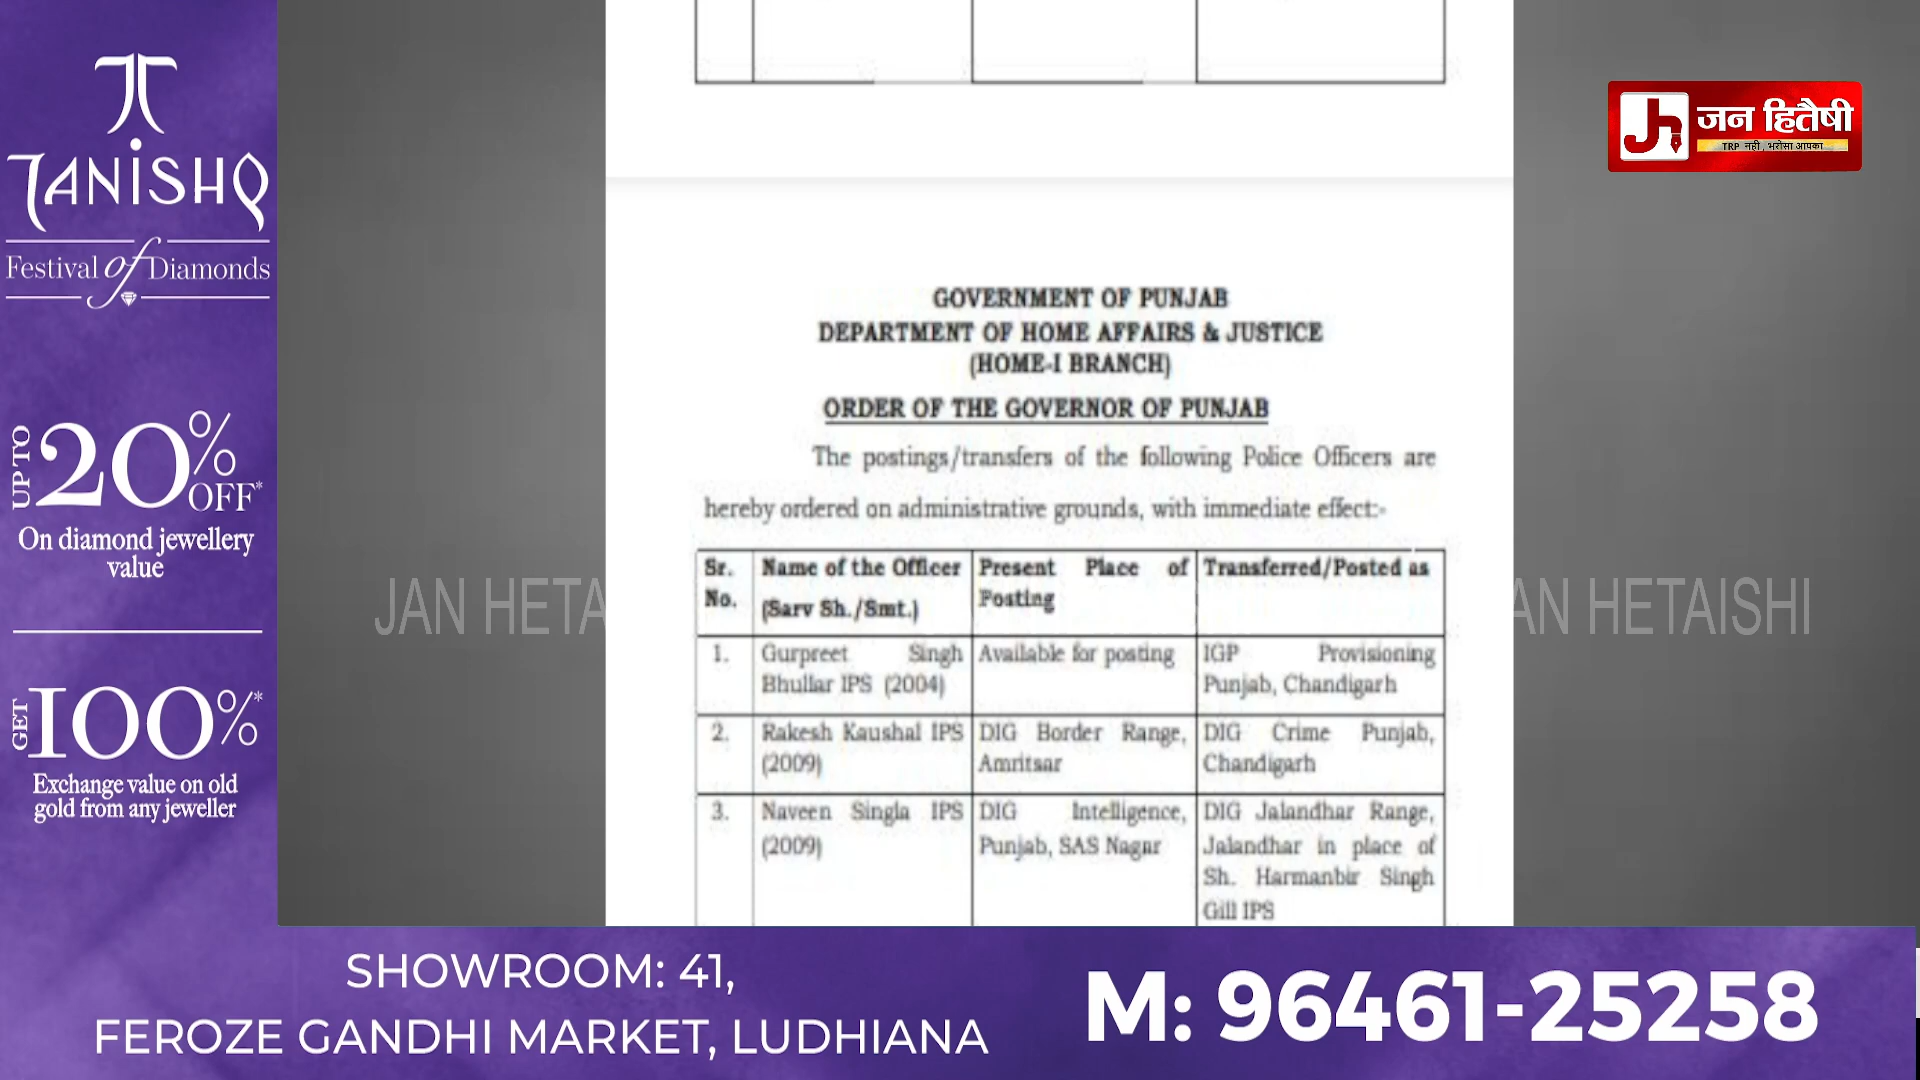 TANISHQ
Festival of Diamonds
UPTO 20% OFF*
On diamond jewellery
value
GET 100%*
Exchange value on old
gold from any jeweller
जन हितैषी
TRP नही , भरोसा आपका
GOVERNMENT OF PUNJAB
DEPARTMENT OF HOME AFFAIRS & JUSTICE
(HOME-I BRANCH)
ORDER OF THE GOVERNOR OF PUNJAB
The postings/transfers of the following Police Officers are
hereby ordered on administrative grounds, with immediate effect:-
Sr. No. Name of the Officer (Sarv Sh./Smt.) Present Place of Posting Transferred/Posted as
1. Gurpreet Singh Bhullar IPS (2004) Available for posting IGP Provisioning Punjab, Chandigarh
2. Rakesh Kaushal IPS (2009) DIG Border Range, Amritsar DIG Crime Punjab, Chandigarh
3. Naveen Singla IPS (2009) DIG Intelligence, Punjab, SAS Nagar DIG Jalandhar Range, Jalandhar in place of Sh. Harmanbir Singh Gill IPS
JAN HETA
AN HETAISHI
SHOWROOM: 41,
FEROZE GANDHI MARKET, LUDHIANA
M: 96461-25258